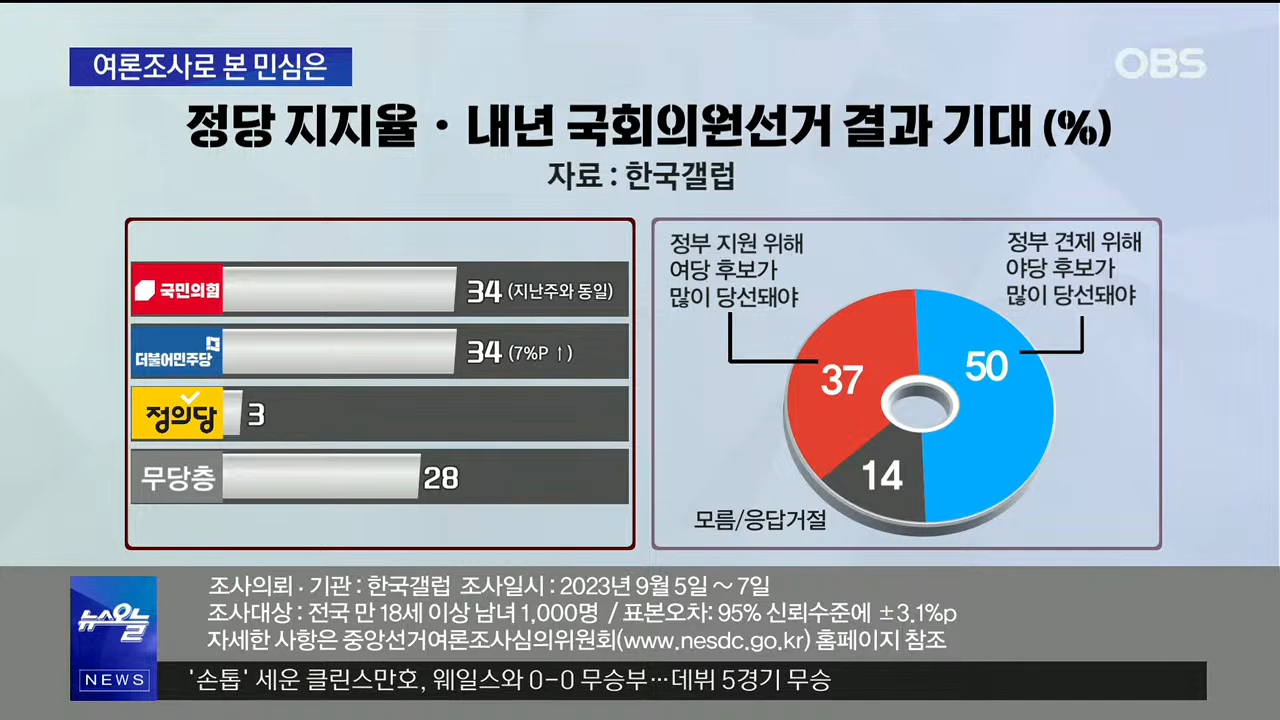 여론조사로 본 민심은
OBS
정당 지지율 · 내년 국회의원선거 결과 기대 (%)
자료 : 한국갤럽
국민의힘 34 (지난주와 동일)
더불어민주당 34 (7%P ↑)
정의당 3
무당층 28
정부 지원 위해
여당 후보가
많이 당선돼야
37
정부 견제 위해
야당 후보가
많이 당선돼야
50
14
모름/응답거절
조사의뢰 · 기관 : 한국갤럽 조사일시 : 2023년 9월 5일 ~ 7일
조사대상 : 전국 만 18세 이상 남녀 1,000명 / 표본오차: 95% 신뢰수준에 ±3.1%p
자세한 사항은 중앙선거여론조사심의위원회(www.nesdc.go.kr) 홈페이지 참조
뉴스오늘
NEWS
'손톱' 세운 클린스만호, 웨일스와 0-0 무승부…데뷔 5경기 무승